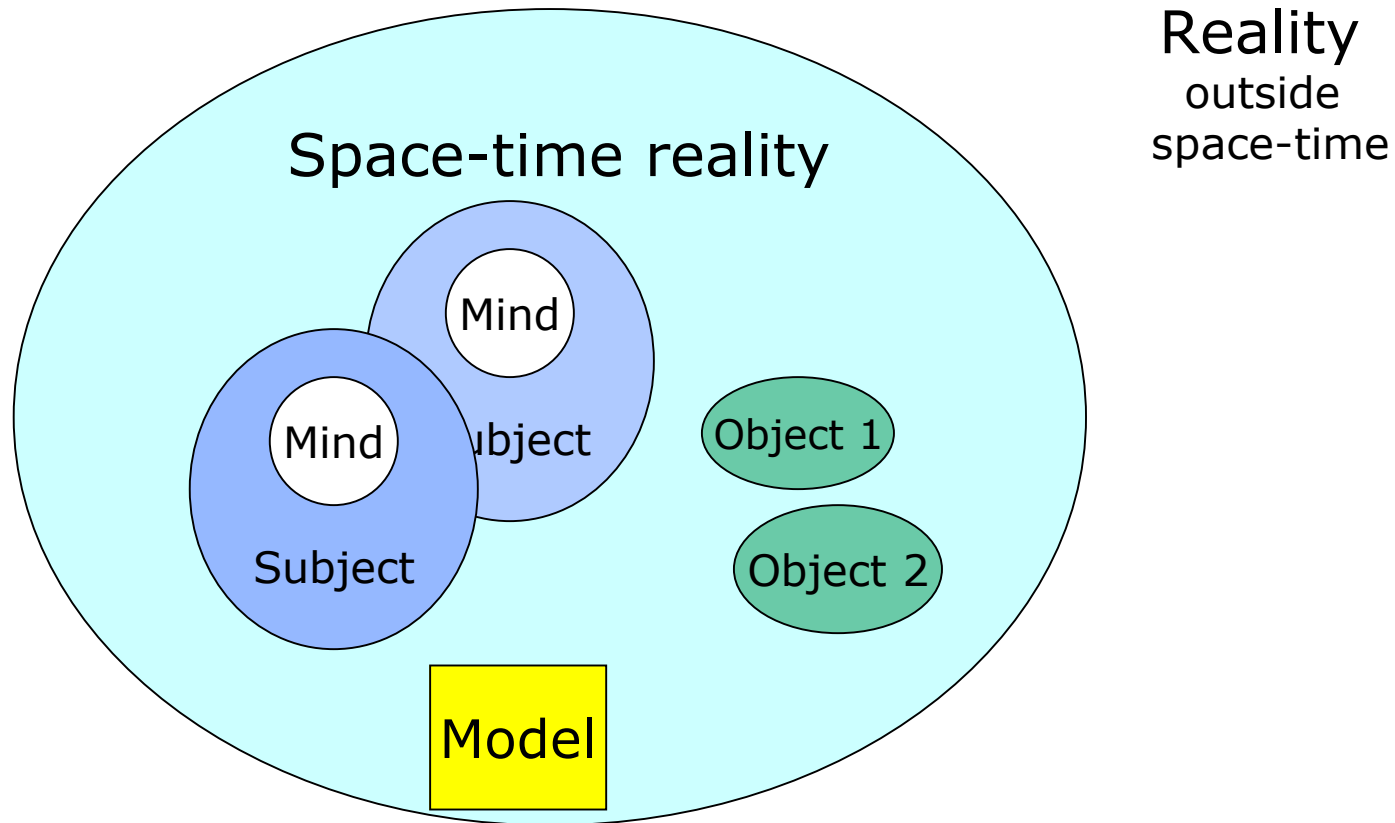 Reality
outside
space-time
Space-time reality
Mind
ubject
Mind
Subject
Object 1
Object 2
Model